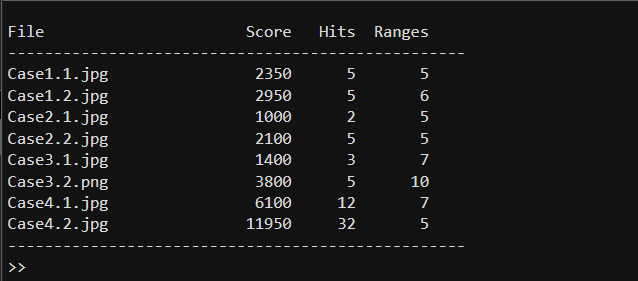 File                      Score   Hits  Ranges
--------------------------------------------------
Case1.1.jpg                2350      5       5
Case1.2.jpg                2950      5       6
Case2.1.jpg                1000      2       5
Case2.2.jpg                2100      5       5
Case3.1.jpg                1400      3       7
Case3.2.png                3800      5      10
Case4.1.jpg                6100     12       7
Case4.2.jpg               11950     32       5
--------------------------------------------------
>>